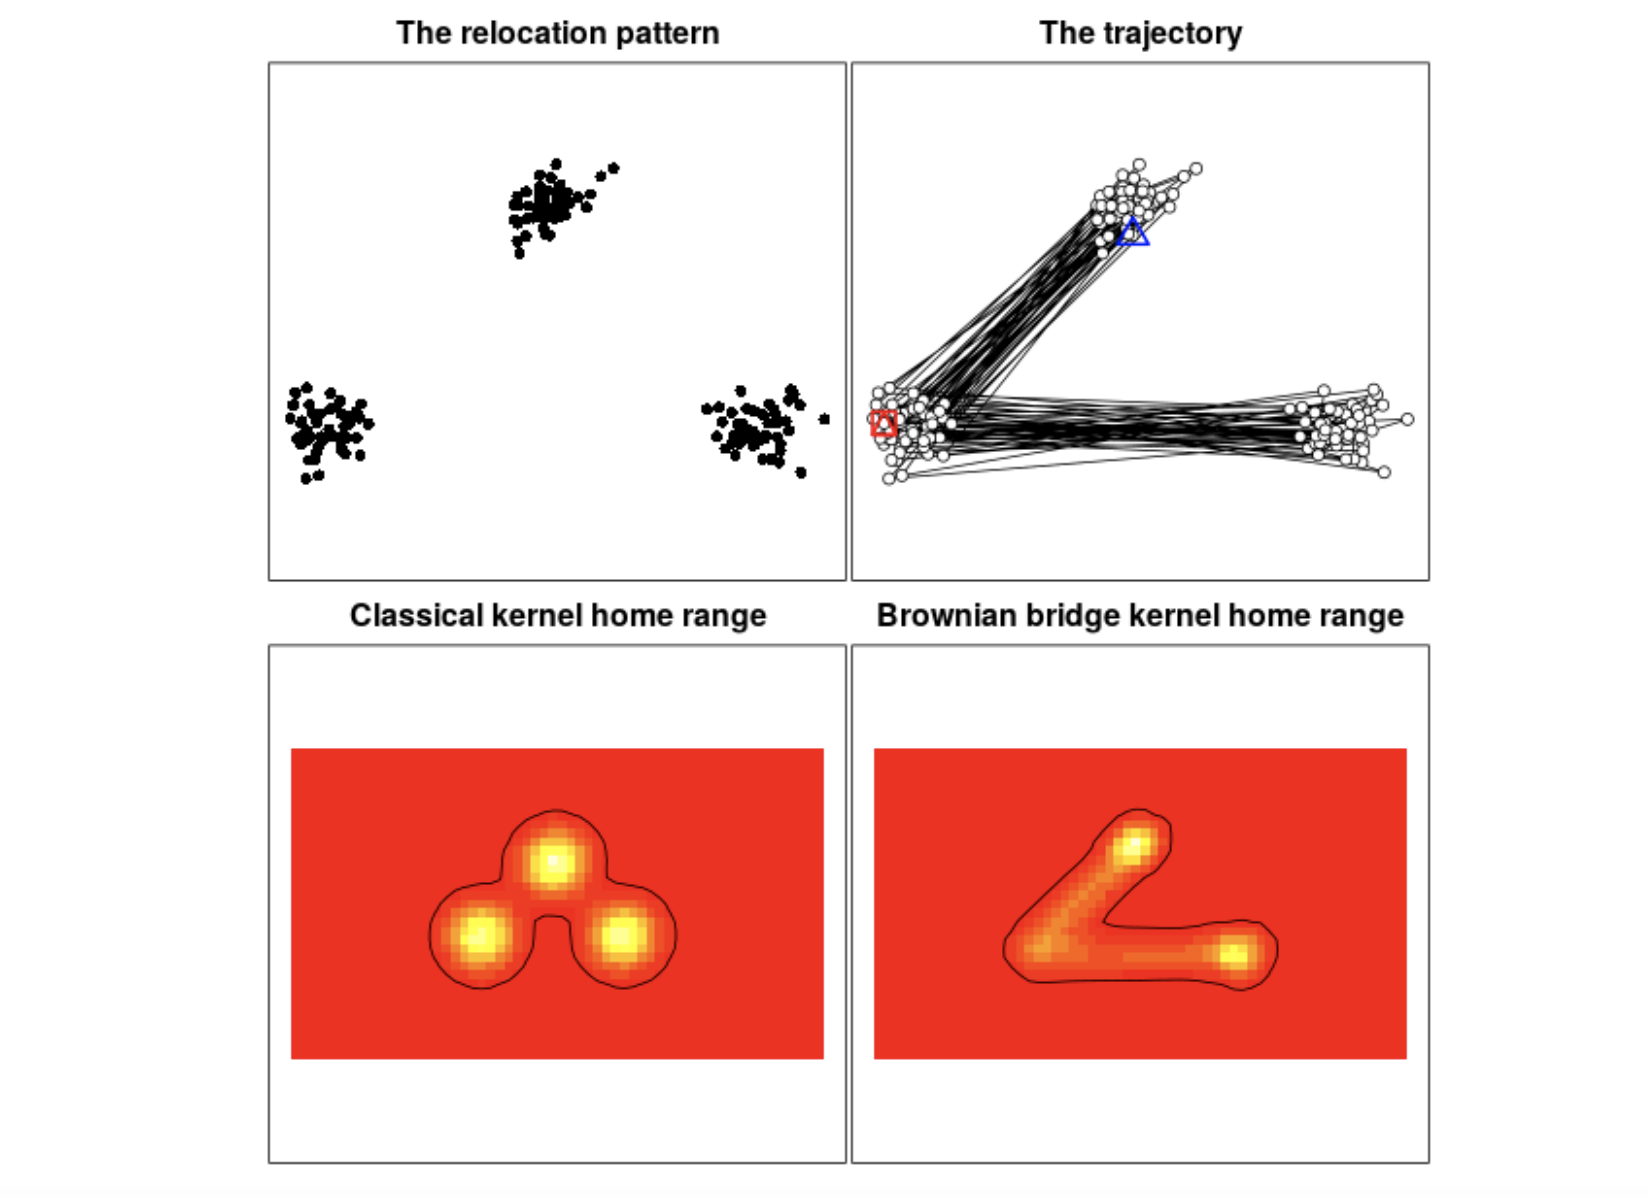 The relocation pattern
The trajectory
Classical kernel home range
Brownian bridge kernel home range